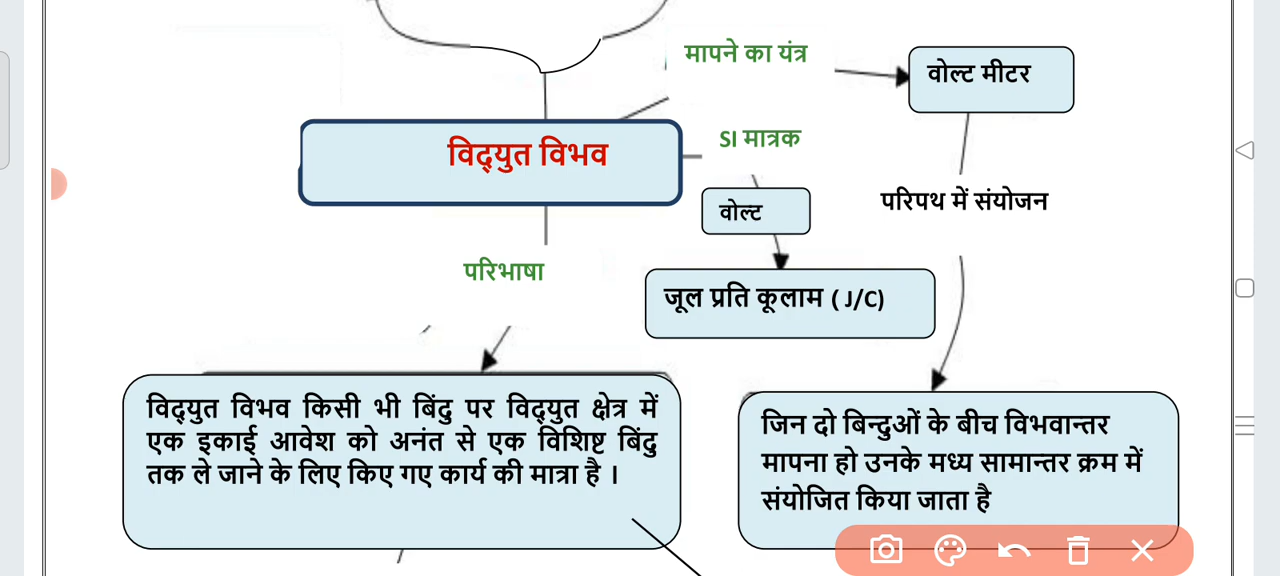 मापने का यंत्र
वोल्ट मीटर
विद्युत विभव
SI मात्रक
वोल्ट
परिपथ में संयोजन
परिभाषा
जूल प्रति कूलाम ( J/C)
विद्युत विभव किसी भी बिंदु पर विद्युत क्षेत्र में
एक इकाई आवेश को अनंत से एक विशिष्ट बिंदु
तक ले जाने के लिए किए गए कार्य की मात्रा है ।
जिन दो बिन्दुओं के बीच विभवान्तर
मापना हो उनके मध्य सामान्तर क्रम में
संयोजित किया जाता है